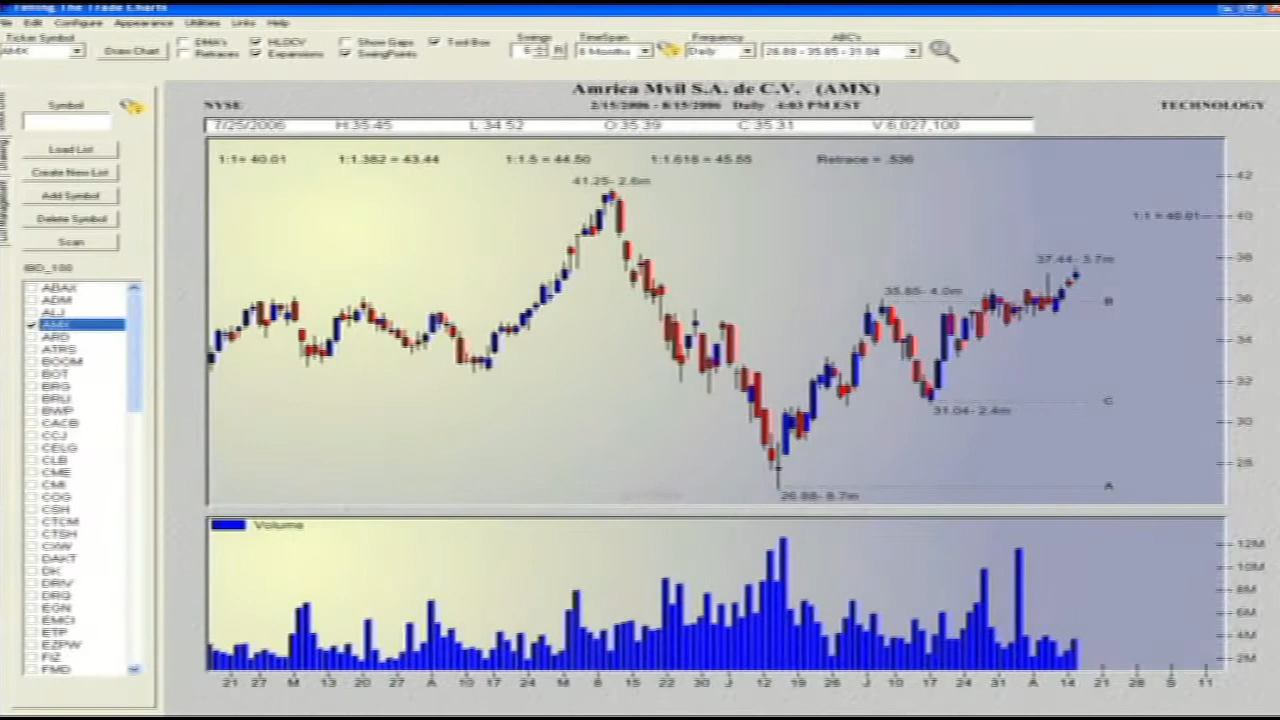 Timing The Trade Charts
File Edit Configure Appearance Utilities Links Help
Ticker Symbol
AMX
Draw Chart
DMA's
Retraces
HLOCV
Expansions
Show Gaps
SwingPoints
Tool Box
Swings
5
R
TimeSpan
6 Months
Frequency
Daily
ABC's
26.88 - 35.85 - 31.04
Amrica Mvil S.A. de C.V. (AMX)
NYSE
2/15/2006 - 8/15/2006 Daily 4:03 PM EST
TECHNOLOGY
7/25/2006 H:35.45 L:34.52 O:35.39 C:35.31 V:6,027,100
1:1= 40.01 1:1.382 = 43.44 1:1.5 = 44.50 1:1.618 = 45.55 Retrace = .536
Symbol
Load List
Create New List
Add Symbol
Delete Symbol
Scan
IBD_100
ABAX
ADM
ALJ
AMX
ARD
ATRS
BOOM
BOT
BRG
BRLI
BWP
CACB
CCJ
CELG
CLB
CME
CMI
COG
CSH
CTCM
CTSH
CXW
DAKT
DK
DRIV
DRQ
EGN
EMCI
ETP
EZPW
FIZ
FMD
41.25- 2.6m
37.44- 3.7m
35.85- 4.0m
31.04- 2.4m
26.88- 8.7m
1:1 = 40.01
A
B
C
42
40
38
36
34
32
30
28
Volume
12M
10M
8M
6M
4M
2M
21 27 M 13 20 27 A 10 17 24 M 8 15 22 30 J 12 19 26 J 10 17 24 31 A 14 21 28 S 11